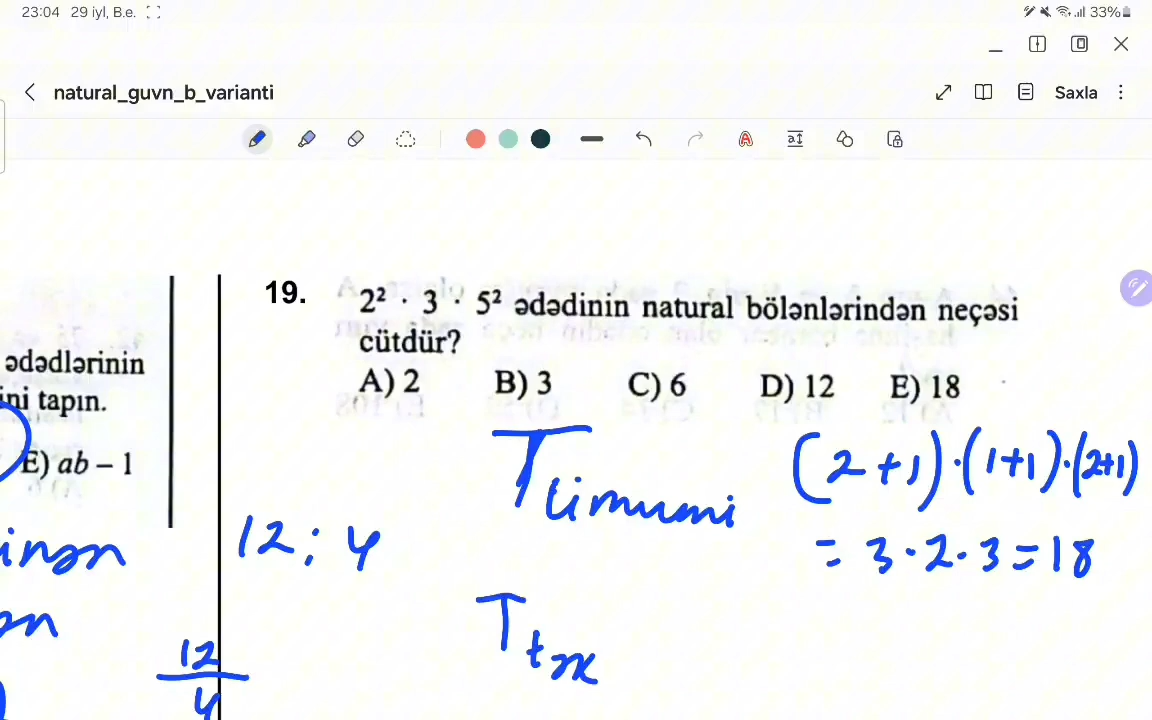 23:04 29 iyl, B.e.
33%
natural_guvn_b_varianti
Saxla
19. 2² · 3 · 5² ədədinin natural bölənlərindən neçəsi
cütdür?
A) 2 B) 3 C) 6 D) 12 E) 18
ədədlərinin
ini tapın.
E) ab – 1
Tümumi
(2+1)·(1+1)·(2+1)
= 3·2·3=18
12; 4
Ttək
12
4